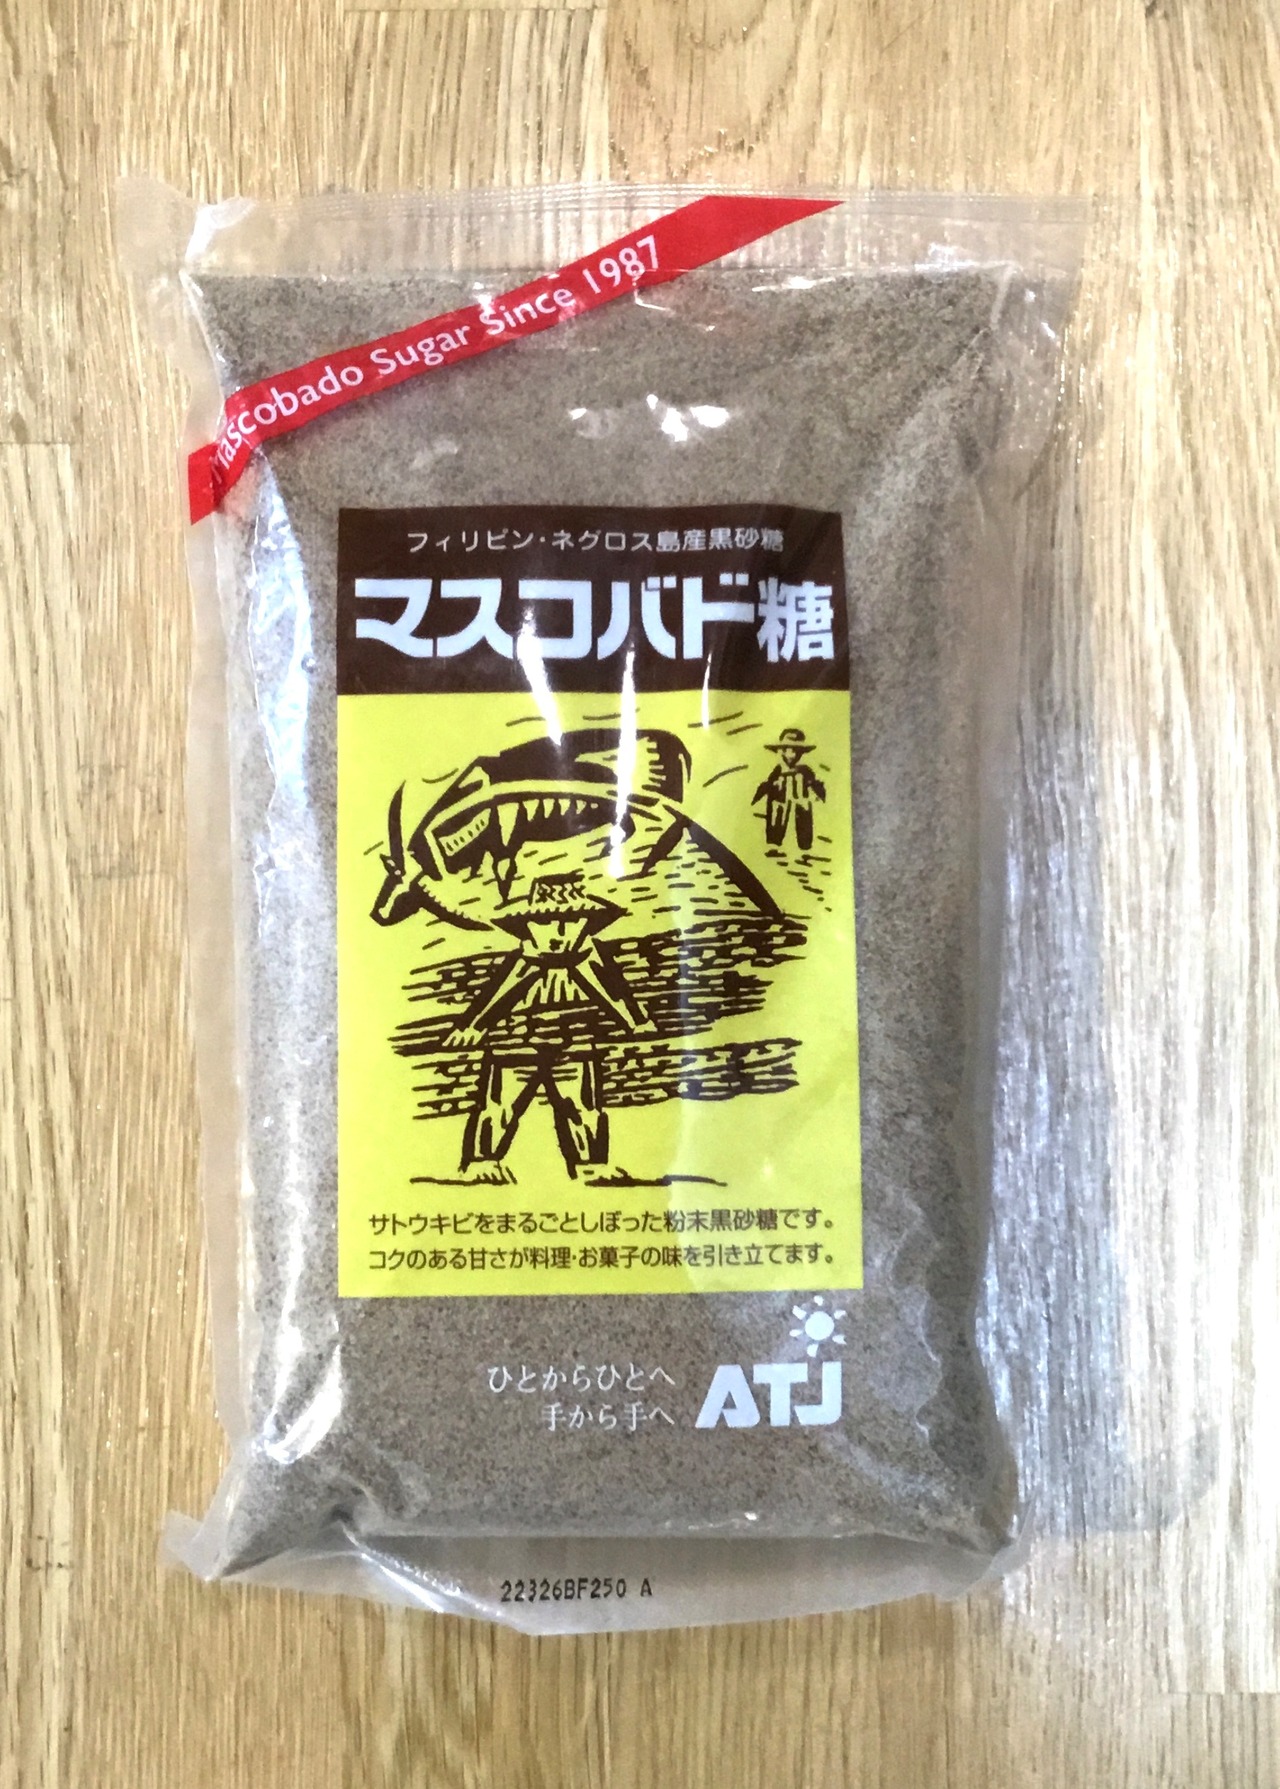 Mascobado Sugar Since 1987
フィリピン・ネグロス島産黒砂糖
マスコバド糖
サトウキビをまるごとしぼった粉末黒砂糖です。
コクのある甘さが料理・お菓子の味を引き立てます。
ひとからひとへ
手から手へ
ATJ
22326BF250 A